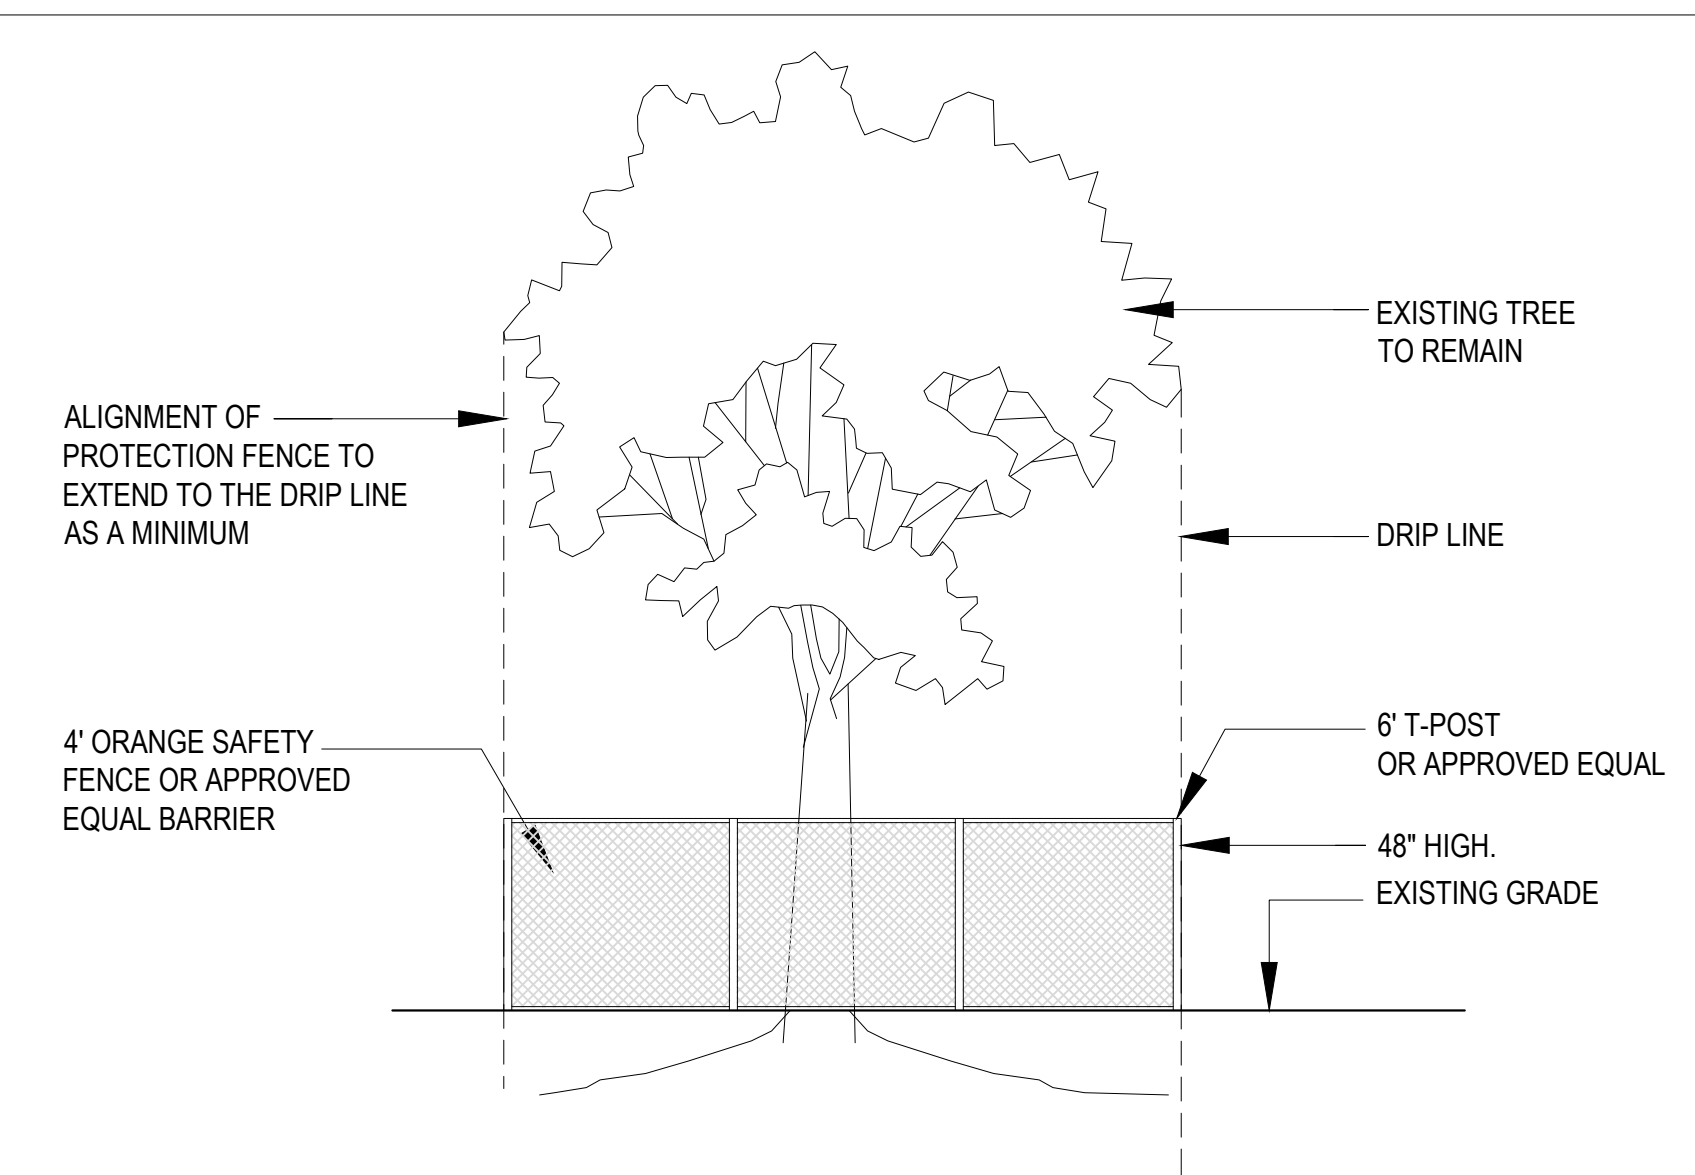 EXISTING TREE
TO REMAIN
ALIGNMENT OF
PROTECTION FENCE TO
EXTEND TO THE DRIP LINE
AS A MINIMUM
DRIP LINE
6' T-POST
OR APPROVED EQUAL
4' ORANGE SAFETY
FENCE OR APPROVED
EQUAL BARRIER
48" HIGH.
EXISTING GRADE